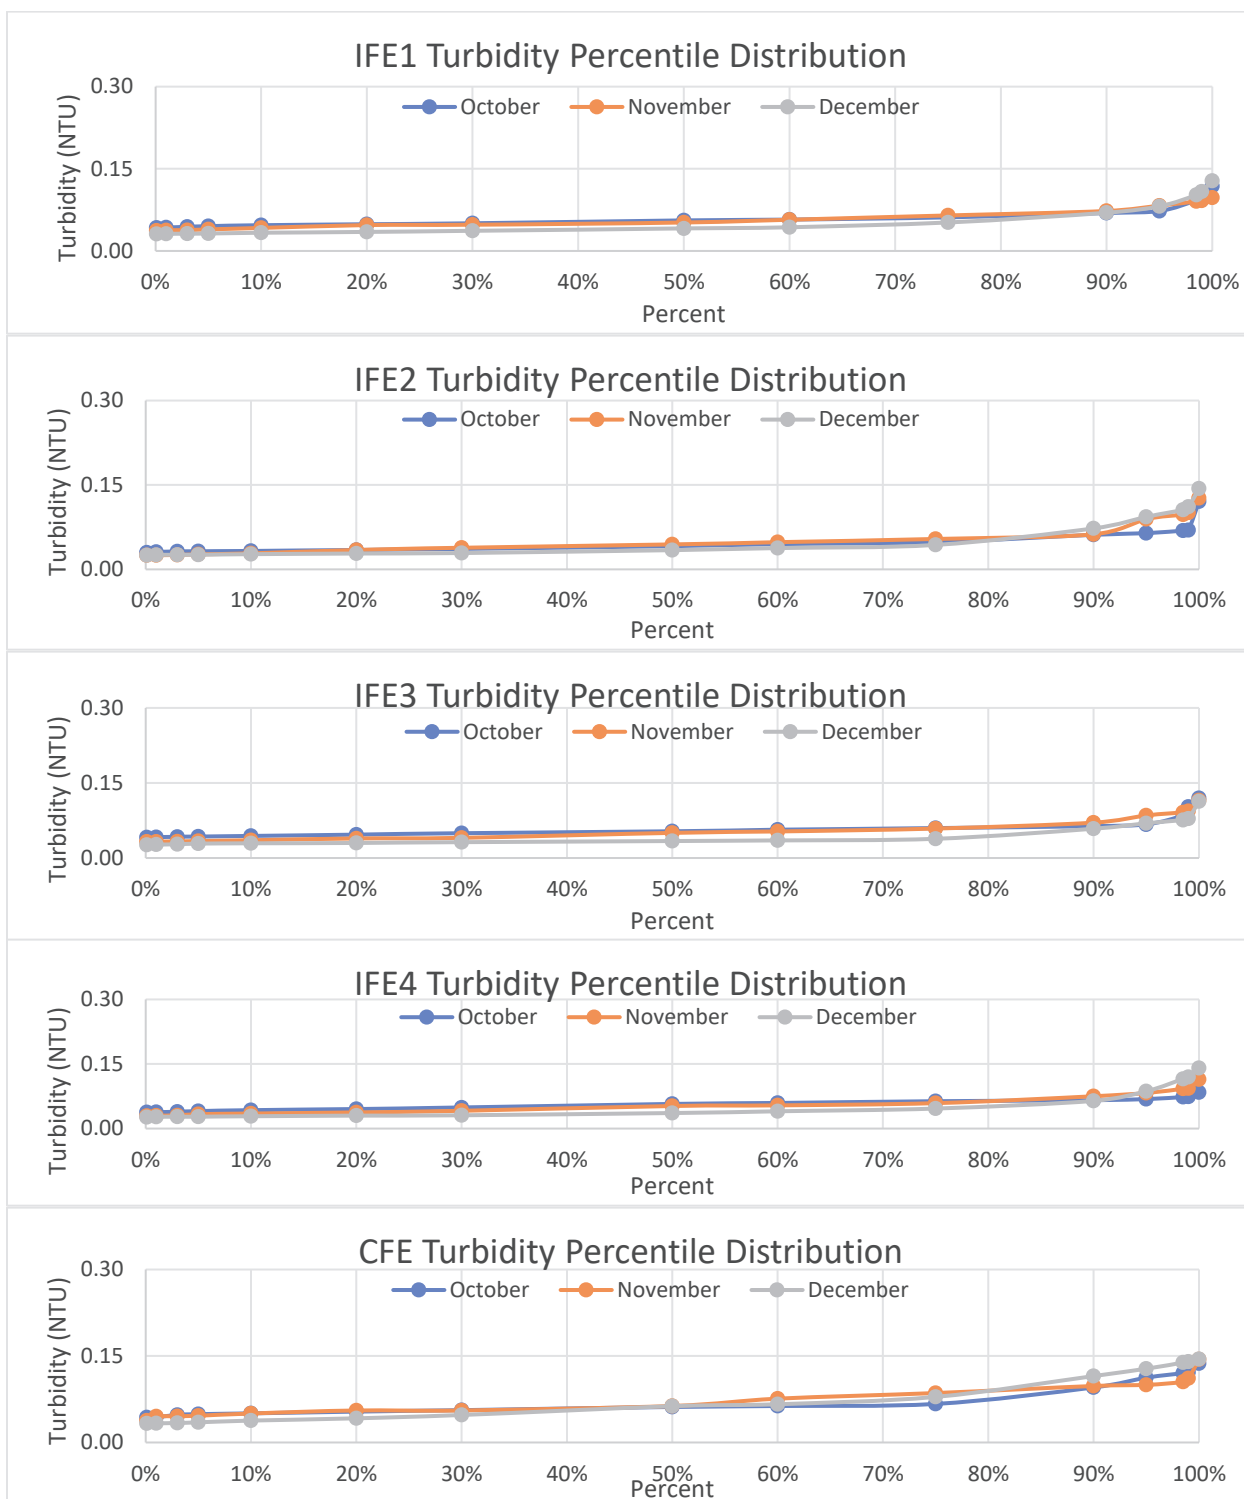 IFE1 Turbidity Percentile Distribution
Turbidity (NTU)
0.30
0.15
0.00
October November December
0% 10% 20% 30% 40% 50% 60% 70% 80% 90% 100%
Percent
IFE2 Turbidity Percentile Distribution
Turbidity (NTU)
0.30
0.15
0.00
October November December
0% 10% 20% 30% 40% 50% 60% 70% 80% 90% 100%
Percent
IFE3 Turbidity Percentile Distribution
Turbidity (NTU)
0.30
0.15
0.00
October November December
0% 10% 20% 30% 40% 50% 60% 70% 80% 90% 100%
Percent
IFE4 Turbidity Percentile Distribution
Turbidity (NTU)
0.30
0.15
0.00
October November December
0% 10% 20% 30% 40% 50% 60% 70% 80% 90% 100%
Percent
CFE Turbidity Percentile Distribution
Turbidity (NTU)
0.30
0.15
0.00
October November December
0% 10% 20% 30% 40% 50% 60% 70% 80% 90% 100%
Percent